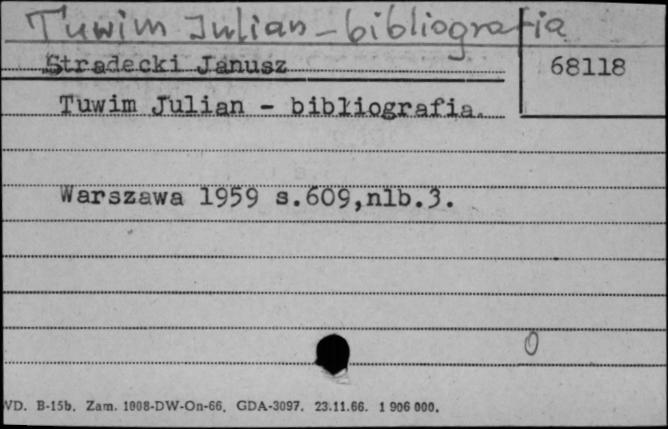 Tuwim Julian - bibliografia
Stradecki Janusz
68118
Tuwim Julian - bibliografia.
Warszawa 1959 s.609,nlb.3.
0
WD. B-15b. Zam. 1008-DW-On-66. GDA-3097. 23.11.66. 1 906 000.